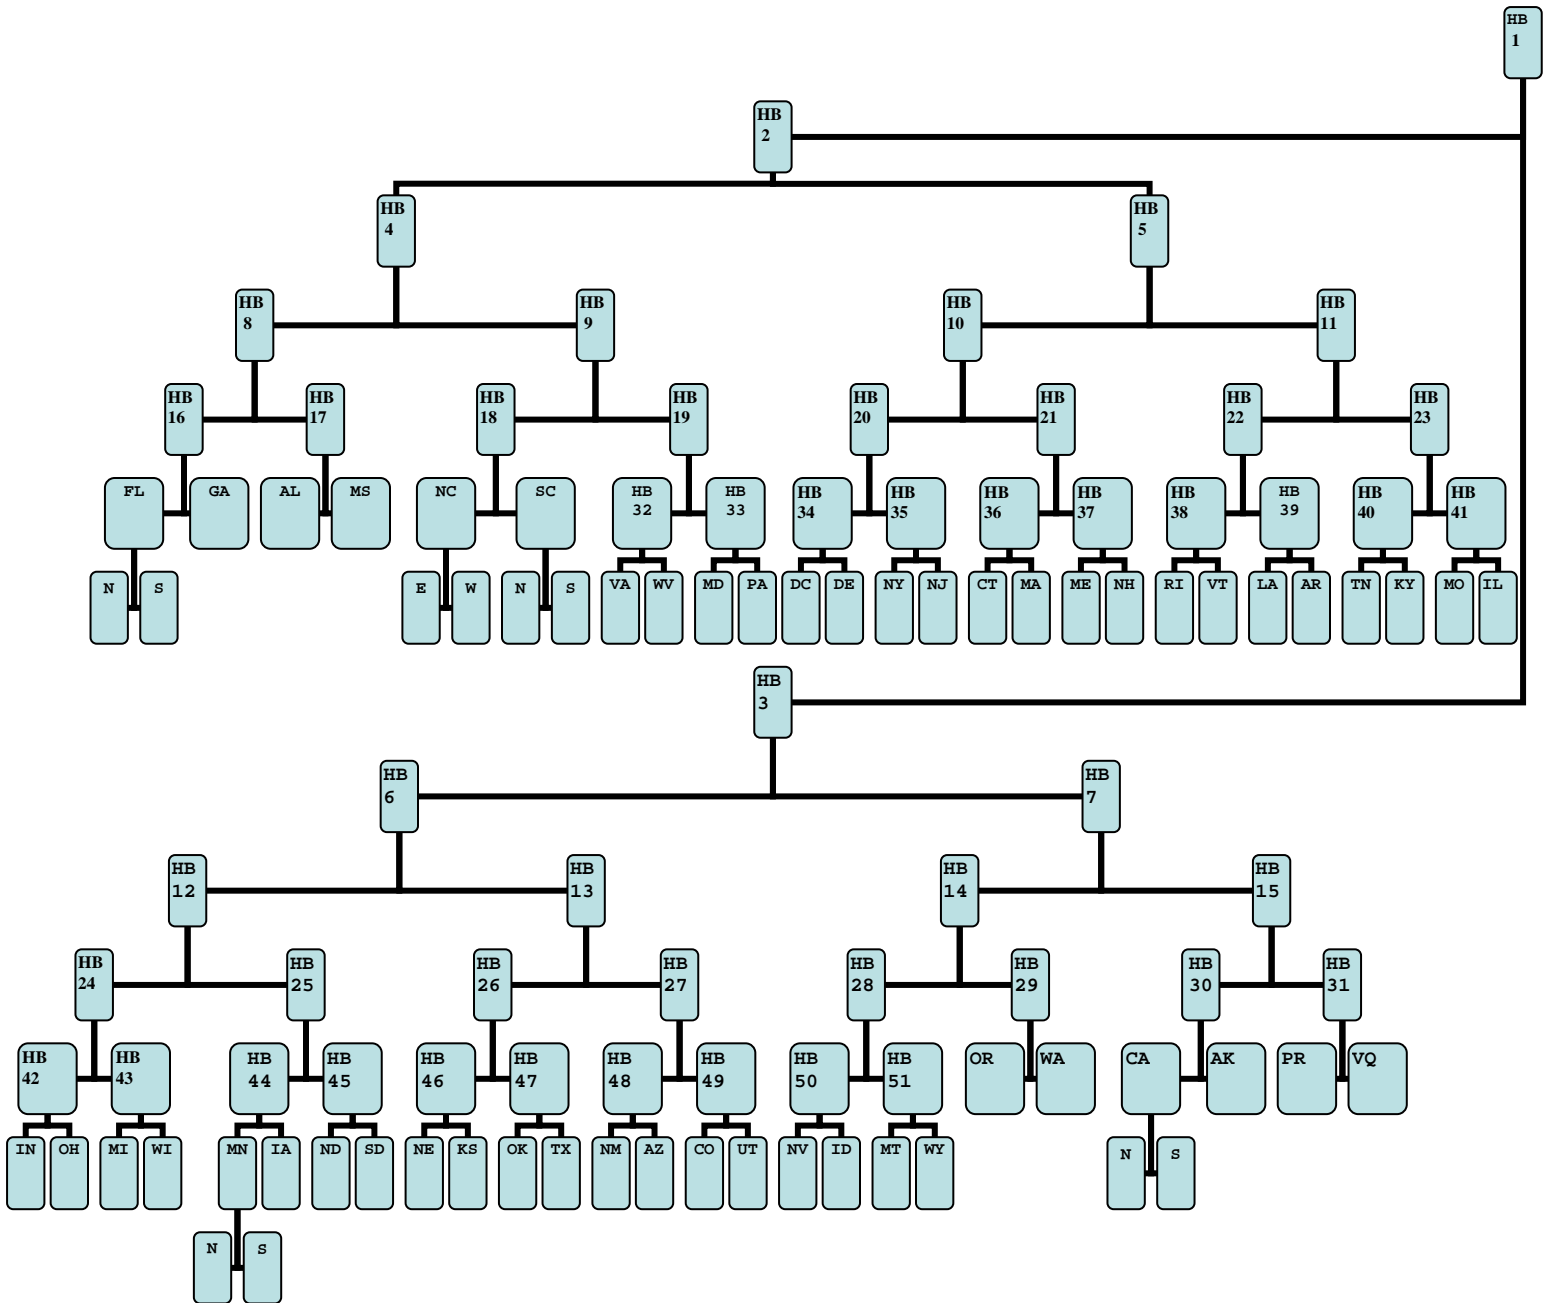 HB
1
HB
2
HB
4
HB
5
HB
8
HB
9
HB
10
HB
11
HB
16
HB
17
HB
18
HB
19
HB
20
HB
21
HB
22
HB
23
FL
GA
AL
MS
NC
SC
HB
32
HB
33
HB
34
HB
35
HB
36
HB
37
HB
38
HB
39
HB
40
HB
41
N
S
E
W
N
S
VA
WV
MD
PA
DC
DE
NY
NJ
CT
MA
ME
NH
RI
VT
LA
AR
TN
KY
MO
IL
HB
3
HB
6
HB
7
HB
12
HB
13
HB
14
HB
15
HB
24
HB
25
HB
26
HB
27
HB
28
HB
29
HB
30
HB
31
HB
42
HB
43
HB
44
HB
45
HB
46
HB
47
HB
48
HB
49
HB
50
HB
51
OR
WA
CA
AK
PR
VQ
IN
OH
MI
WI
MN
IA
ND
SD
NE
KS
OK
TX
NM
AZ
CO
UT
NV
ID
MT
WY
N
S
N
S